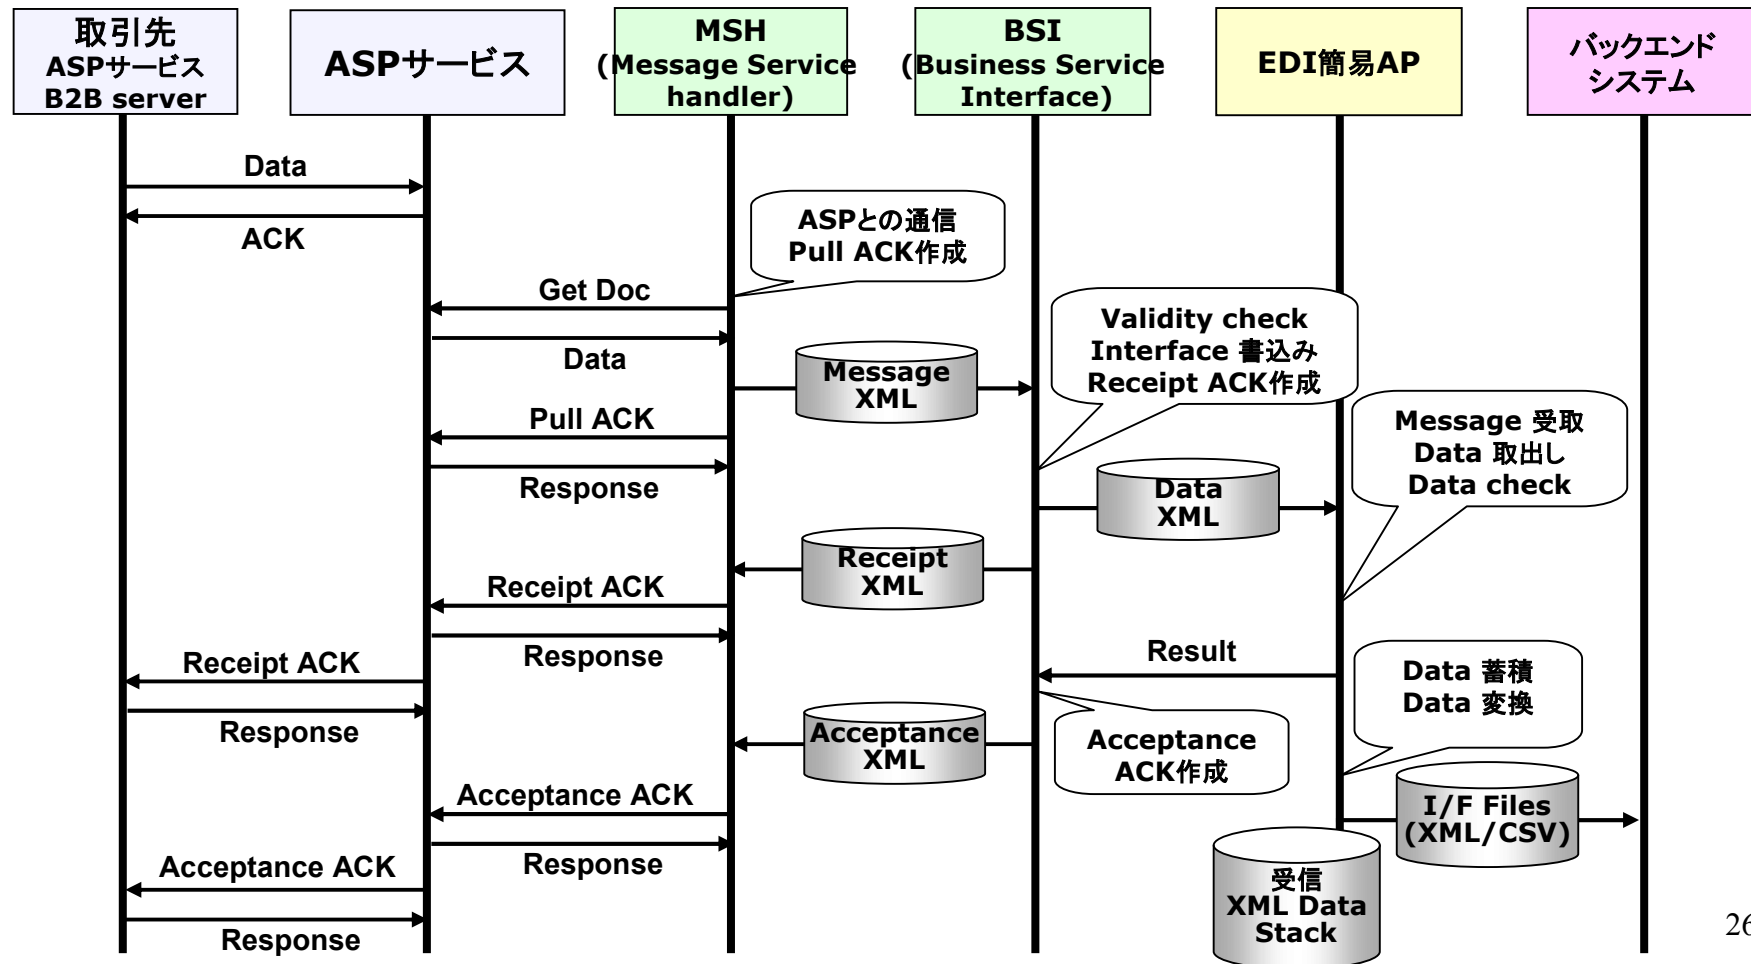 取引先
ASPサービス
B2B server
ASPサービス
MSH
(Message Service
handler)
BSI
(Business Service
Interface)
EDI簡易AP
バックエンド
システム
Data
ACK
ASPとの通信
Pull ACK作成
Get Doc
Data
Message
XML
Validity check
Interface 書込み
Receipt ACK作成
Pull ACK
Response
Message 受取
Data 取出し
Data check
Data
XML
Receipt
XML
Receipt ACK
Response
Receipt ACK
Response
Result
Data 蓄積
Data 変換
Acceptance
XML
Acceptance
ACK作成
Acceptance ACK
Response
I/F Files
(XML/CSV)
Acceptance ACK
Response
受信
XML Data
Stack
26